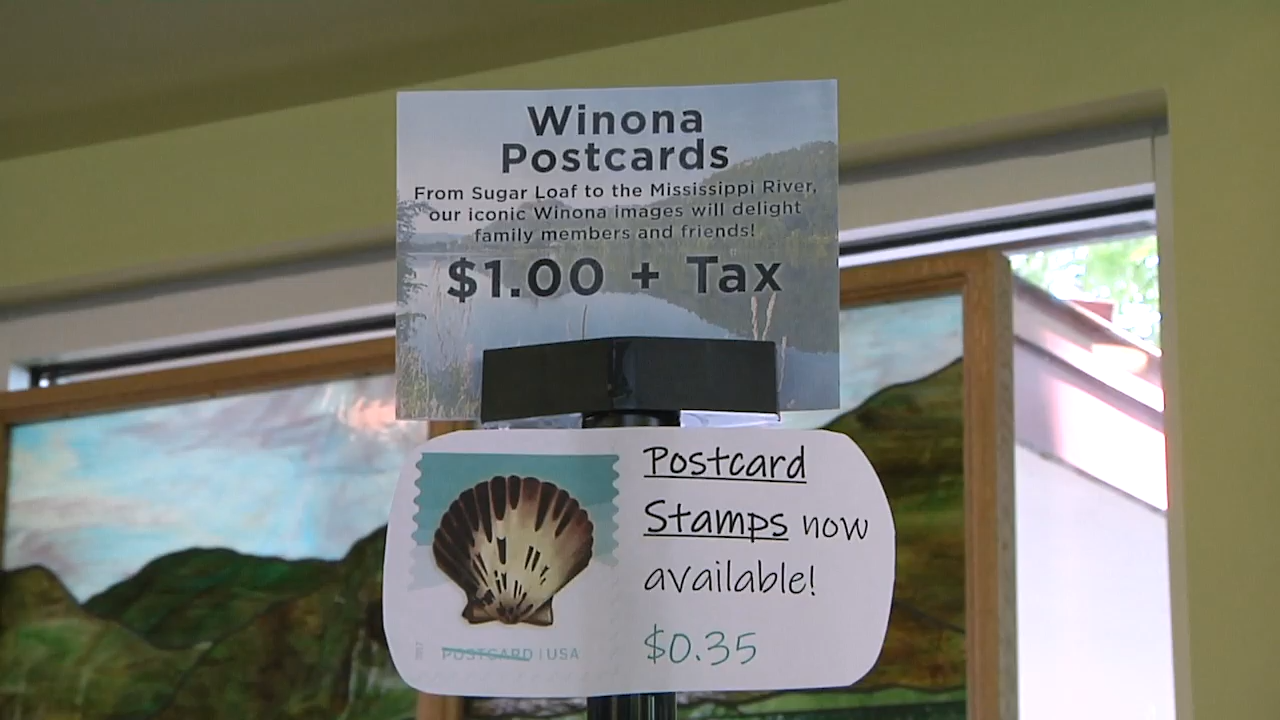 Winona
Postcards
From Sugar Loaf to the Mississippi River,
our iconic Winona images will delight
family members and friends!
$1.00 + Tax
Postcard
Stamps now
available!
$0.35
2017
POSTCARD | USA